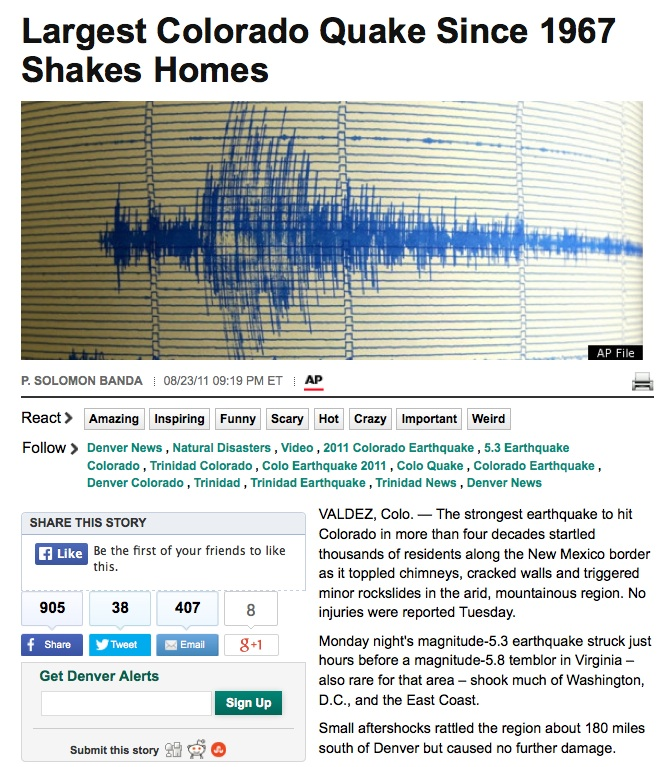 Largest Colorado Quake Since 1967
Shakes Homes
AP File
P. SOLOMON BANDA 08/23/11 09:19 PM ET AP
React
Amazing Inspiring Funny Scary Hot Crazy Important Weird
Follow
Denver News , Natural Disasters , Video , 2011 Colorado Earthquake , 5.3 Earthquake
Colorado , Trinidad Colorado , Colo Earthquake 2011 , Colo Quake , Colorado Earthquake ,
Denver Colorado , Trinidad , Trinidad Earthquake , Trinidad News , Denver News
SHARE THIS STORY
Like Be the first of your friends to like
this.
905 38 407 8
f Share Tweet Email g+1
Get Denver Alerts
Sign Up
Submit this story
VALDEZ, Colo. — The strongest earthquake to hit
Colorado in more than four decades startled
thousands of residents along the New Mexico border
as it toppled chimneys, cracked walls and triggered
minor rockslides in the arid, mountainous region. No
injuries were reported Tuesday.
Monday night's magnitude-5.3 earthquake struck just
hours before a magnitude-5.8 temblor in Virginia –
also rare for that area – shook much of Washington,
D.C., and the East Coast.
Small aftershocks rattled the region about 180 miles
south of Denver but caused no further damage.